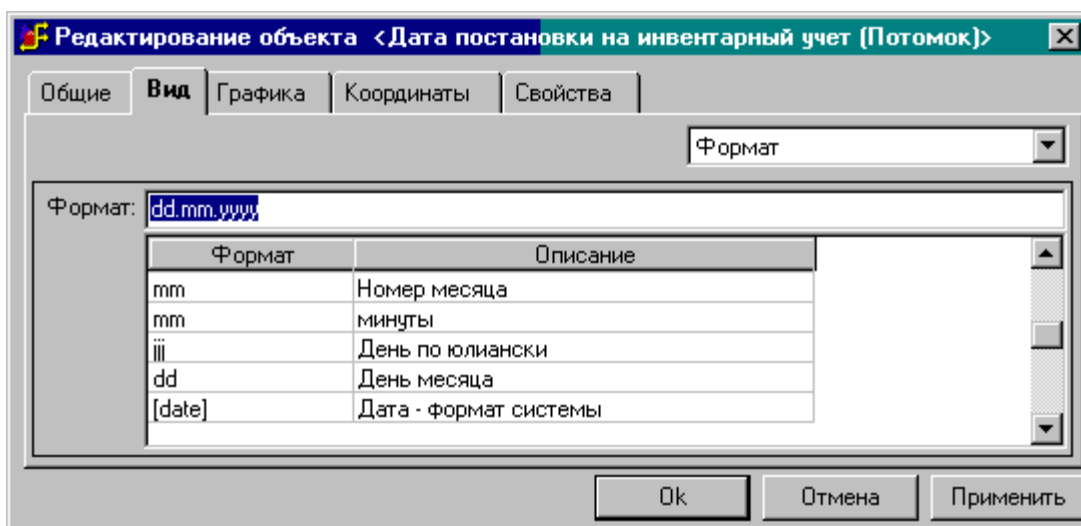 Редактирование объекта <Дата постановки на инвентарный учет (Потомок)>
Общие Вид Графика Координаты Свойства
Формат
Формат: dd.mm.yyyy
Формат Описание
mm Номер месяца
mm минуты
jjj День по юлиански
dd День месяца
[date] Дата - формат системы
Ok Отмена Применить